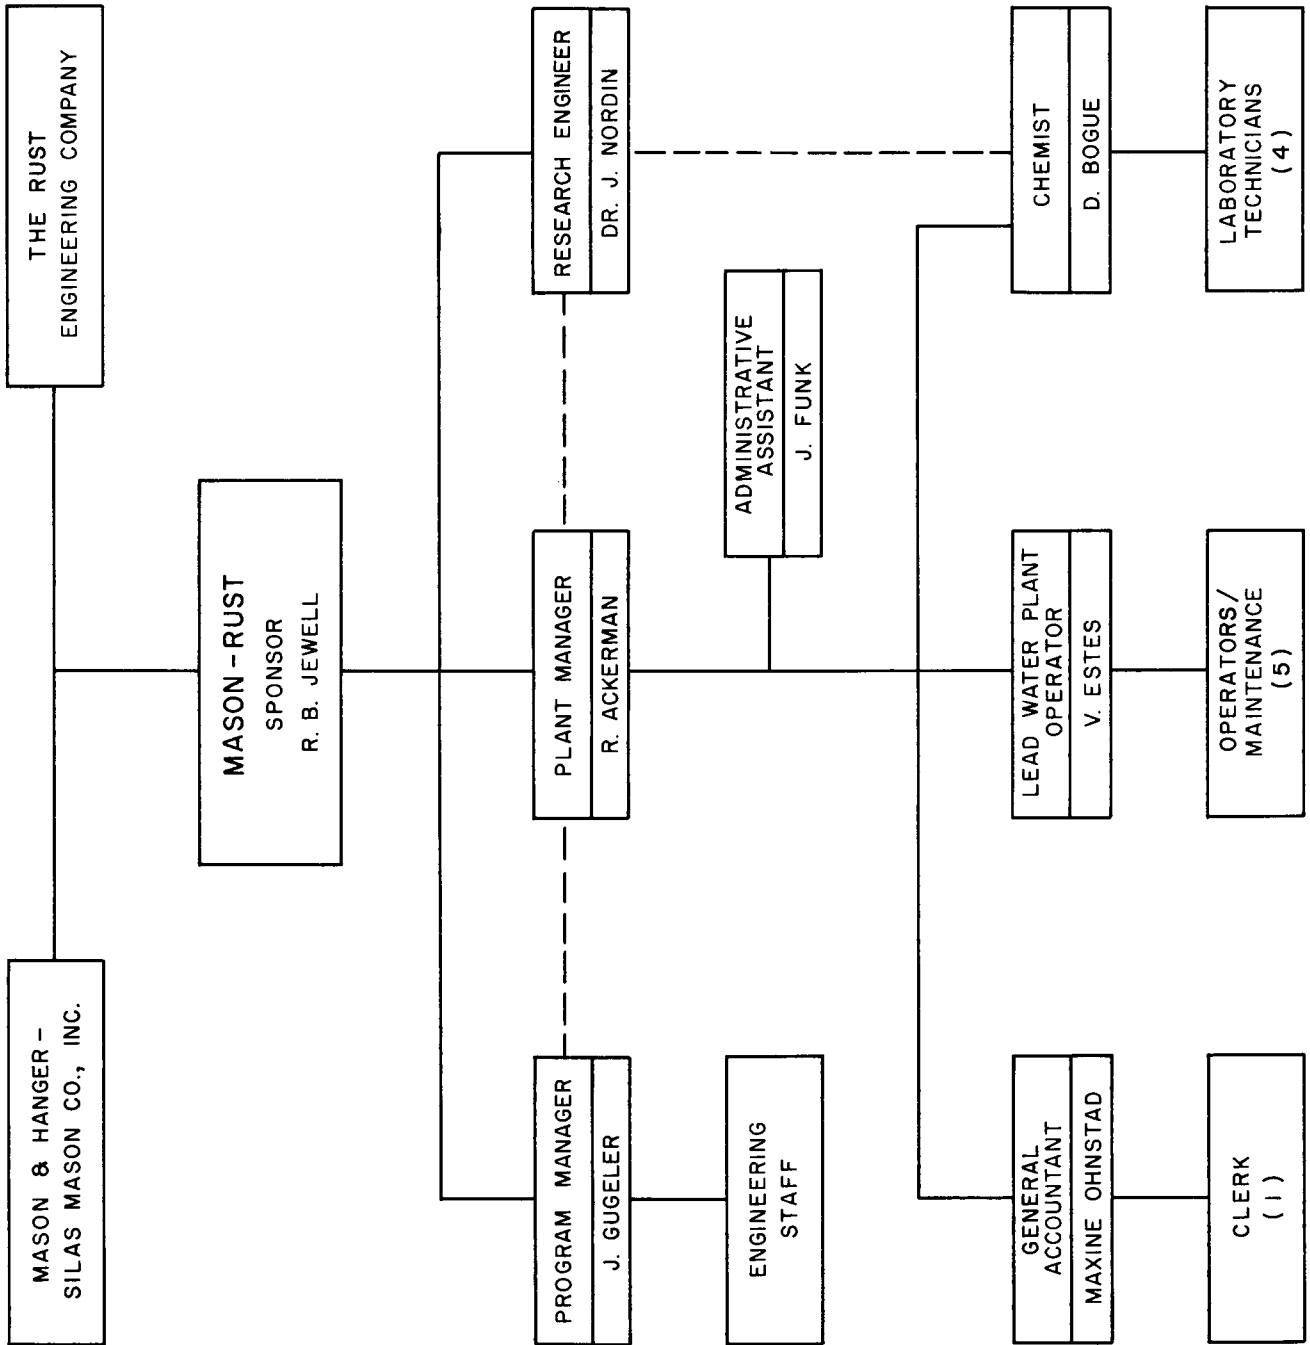 MASON & HANGER –
SILAS MASON CO., INC.
THE RUST
ENGINEERING COMPANY
MASON-RUST
SPONSOR
R. B. JEWELL
PROGRAM MANAGER
J. GUGELER
PLANT MANAGER
R. ACKERMAN
RESEARCH ENGINEER
DR. J. NORDIN
ENGINEERING
STAFF
ADMINISTRATIVE
ASSISTANT
J. FUNK
GENERAL
ACCOUNTANT
MAXINE OHNSTAD
LEAD WATER PLANT
OPERATOR
V. ESTES
CHEMIST
D. BOGUE
CLERK
(1)
OPERATORS/
MAINTENANCE
(5)
LABORATORY
TECHNICIANS
(4)